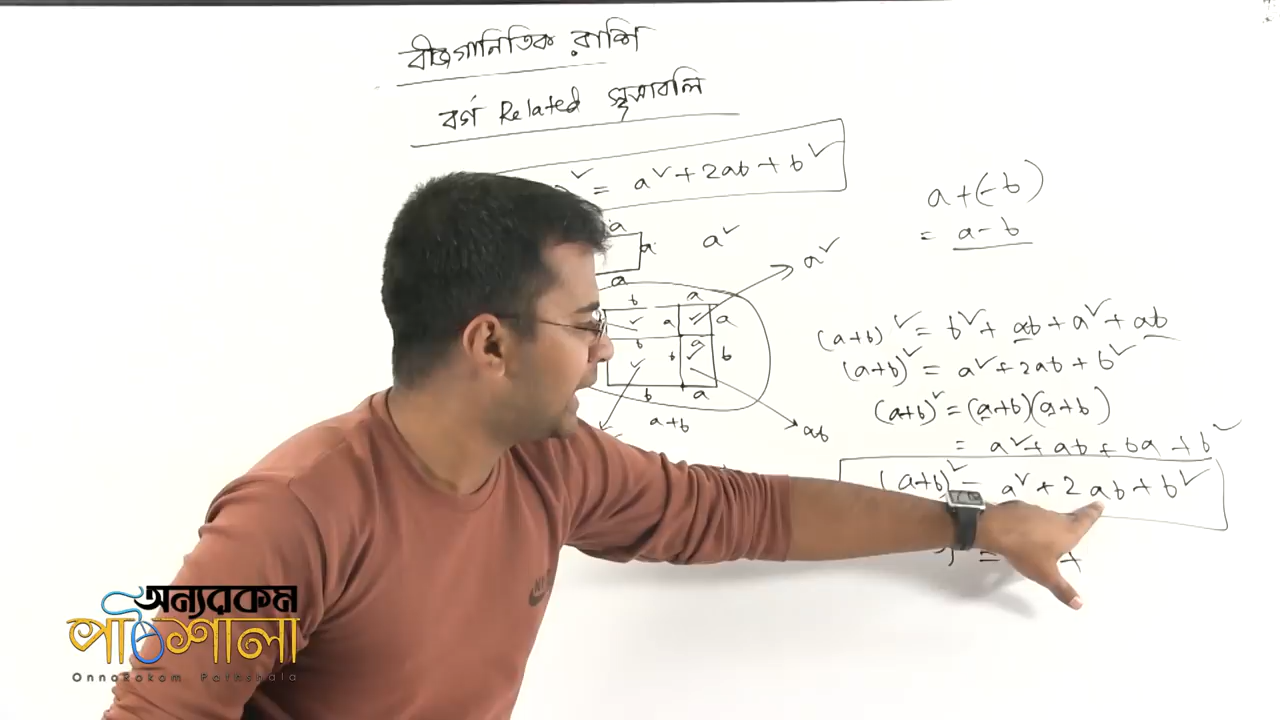 বীজগানিতিক রাশি
বর্গ Related সূত্রাবলি
= a² + 2ab + b²
a
a
a
a²
a²
b
a
a
a
b
a
b
b
b
a
a+b
ab
a+(-b)
= a-b
(a+b)² = b² + ab + a² + ab
(a+b)² = a² + 2ab + b²
(a+b)² = (a+b)(a+b)
= a² + ab + ba + b²
(a+b)² = a² + 2ab + b²
=
অন্যরকম
পাঠশালা
OnnoRokom Pathshala